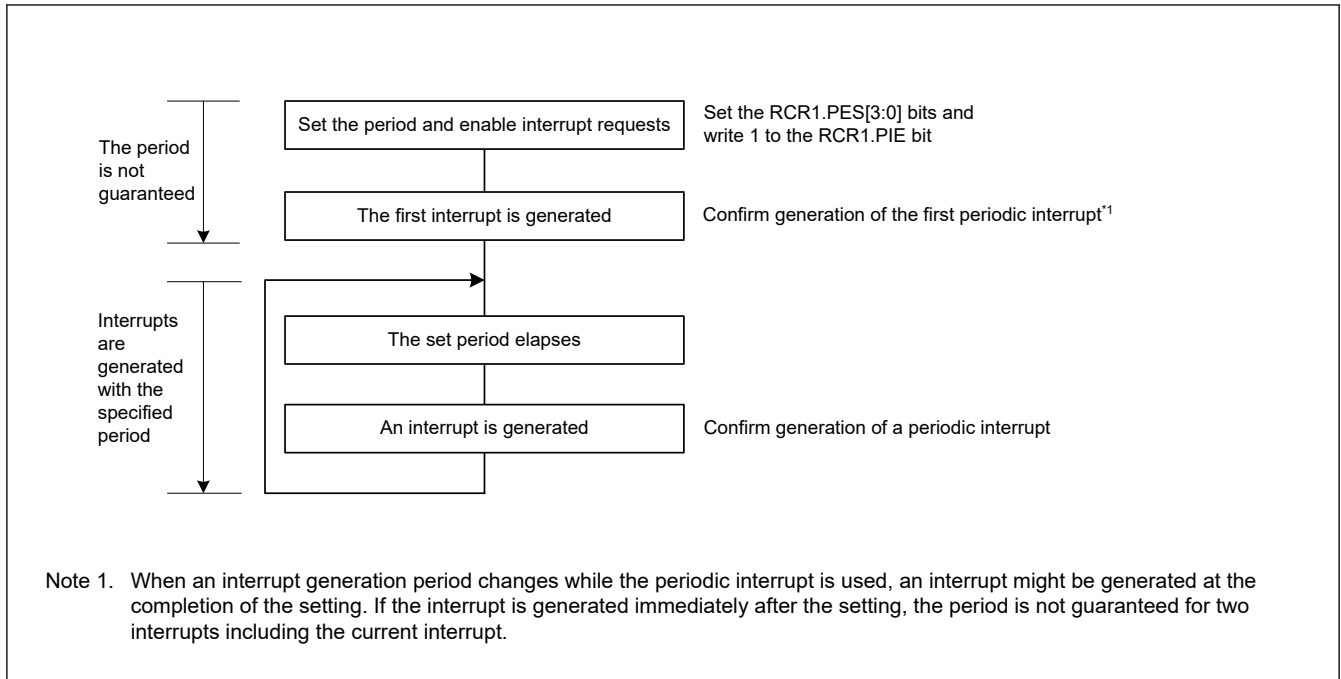 Set the period and enable interrupt requests
Set the RCR1.PES[3:0] bits and
write 1 to the RCR1.PIE bit
The period
is not
guaranteed
The first interrupt is generated
Confirm generation of the first periodic interrupt*1
Interrupts
are
generated
with the
specified
period
The set period elapses
An interrupt is generated
Confirm generation of a periodic interrupt
Note 1. When an interrupt generation period changes while the periodic interrupt is used, an interrupt might be generated at the
completion of the setting. If the interrupt is generated immediately after the setting, the period is not guaranteed for two
interrupts including the current interrupt.